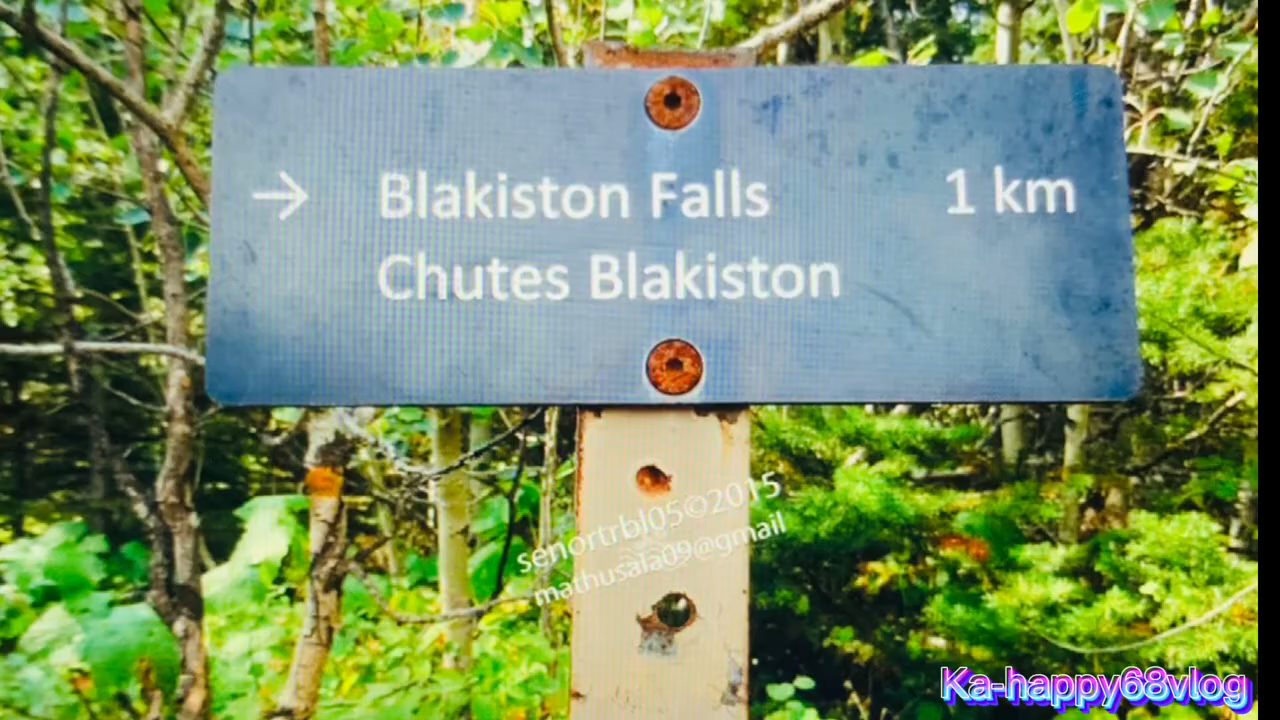 → Blakiston Falls 1 km
Chutes Blakiston
senortrbl05©2015
mathusala09@gmail
Ka-happy68vlog